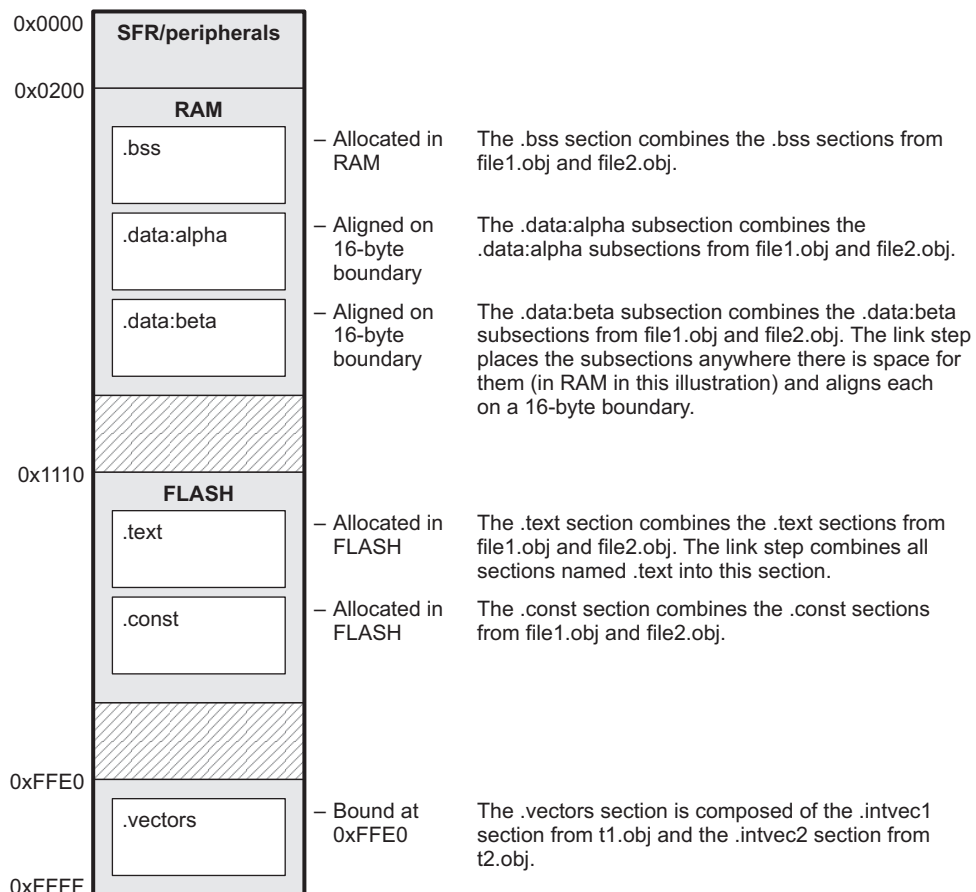 0x0000
SFR/peripherals
0x0200
RAM
.bss
– Allocated in
RAM
The .bss section combines the .bss sections from
file1.obj and file2.obj.
.data:alpha
– Aligned on
16-byte
boundary
The .data:alpha subsection combines the
.data:alpha subsections from file1.obj and file2.obj.
.data:beta
– Aligned on
16-byte
boundary
The .data:beta subsection combines the .data:beta
subsections from file1.obj and file2.obj. The link step
places the subsections anywhere there is space for
them (in RAM in this illustration) and aligns each
on a 16-byte boundary.
0x1110
FLASH
.text
– Allocated in
FLASH
The .text section combines the .text sections from
file1.obj and file2.obj. The link step combines all
sections named .text into this section.
.const
– Allocated in
FLASH
The .const section combines the .const sections
from file1.obj and file2.obj.
0xFFE0
.vectors
– Bound at
0xFFE0
The .vectors section is composed of the .intvec1
section from t1.obj and the .intvec2 section from
t2.obj.
0xFFFF